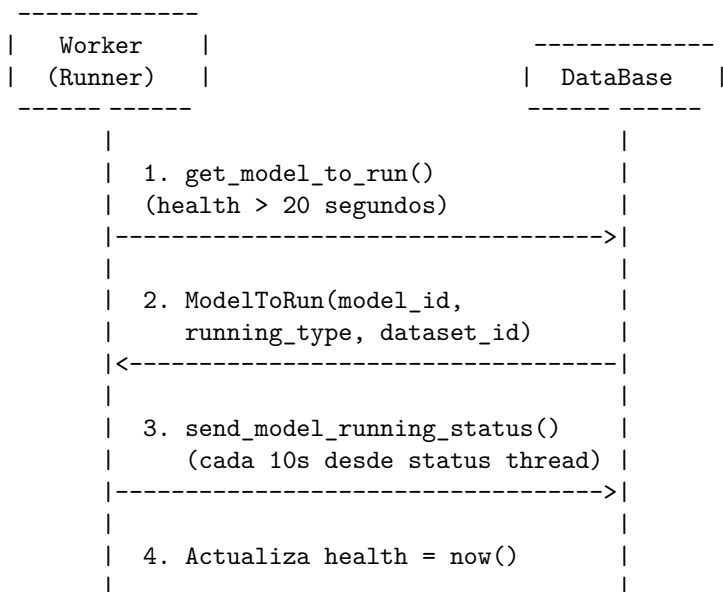 Worker
(Runner)
DataBase
1. get_model_to_run()
(health > 20 segundos)
2. ModelToRun(model_id,
running_type, dataset_id)
3. send_model_running_status()
(cada 10s desde status thread)
4. Actualiza health = now()